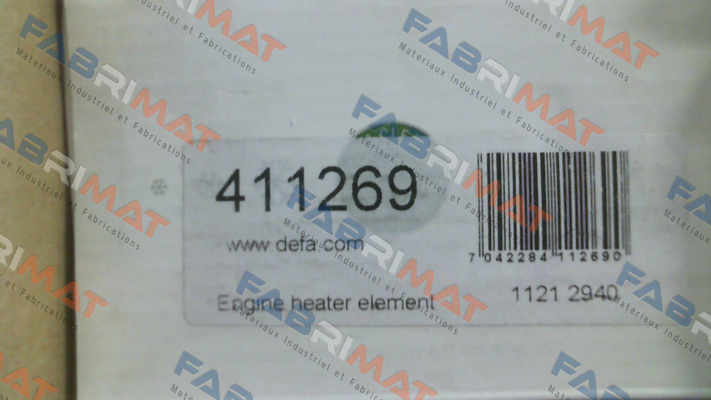 411269
www.defa.com
Engine heater element
7 042284 112690
1121 2940
FABRIMAT
Materiaux Industriel et Fabrications